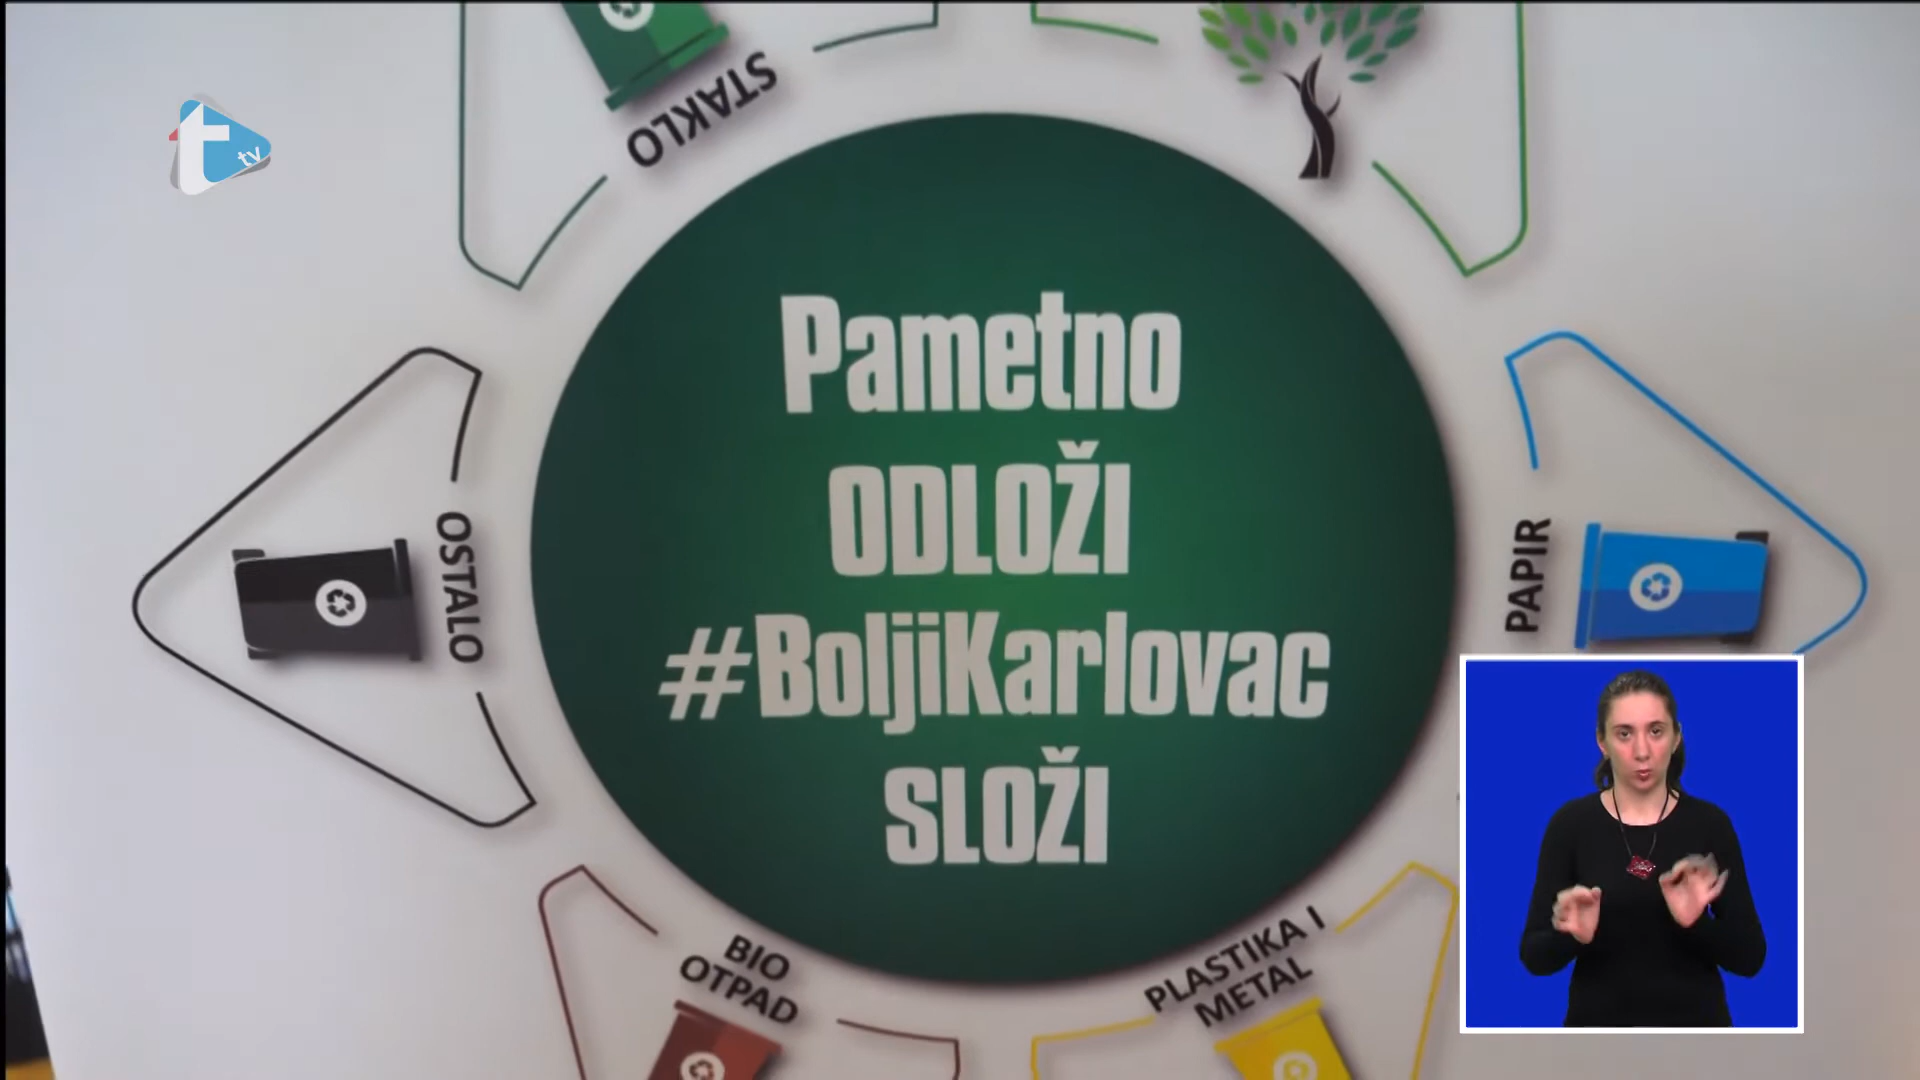 STAKLO
t tv
Pametno
ODLOŽI
#BoljiKarlovac
SLOŽI
OSTALO
PAPIR
BIO
OTPAD
PLASTIKA I
METAL